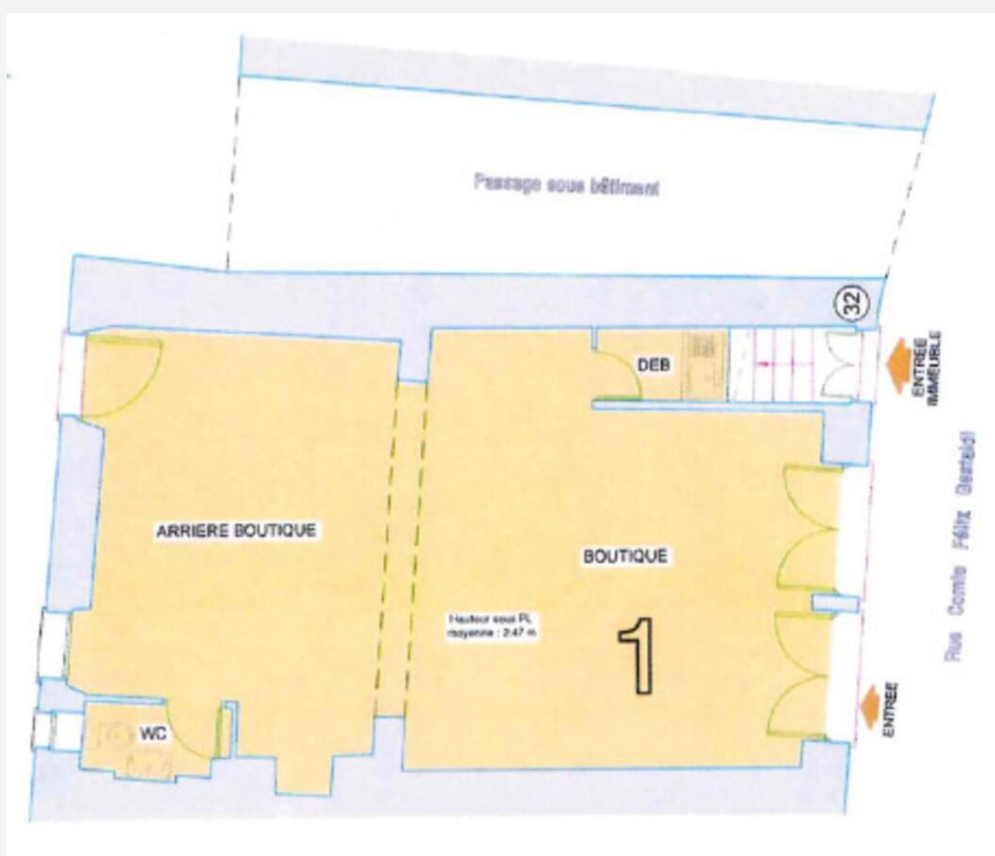 Passage sous bâtiment
32
ENTRÉE
IMMEUBLE
DEB
ARRIERE BOUTIQUE
BOUTIQUE
Hauteur sous PL
moyenne : 2.47 m
1
Rue Comte Félix Gastaldi
WC
ENTREE